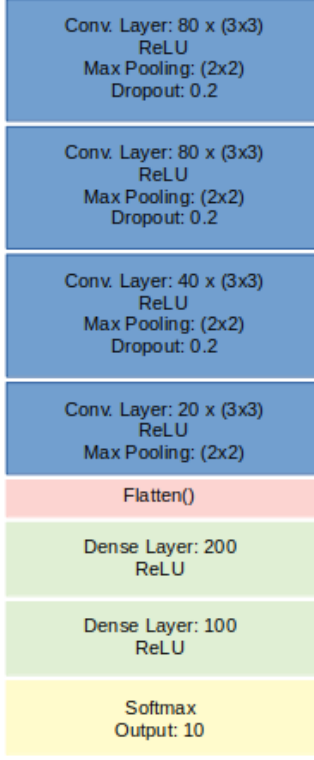 Conv. Layer: 80 x (3x3)
ReLU
Max Pooling: (2x2)
Dropout: 0.2
Conv. Layer: 80 x (3x3)
ReLU
Max Pooling: (2x2)
Dropout: 0.2
Conv. Layer: 40 x (3x3)
ReLU
Max Pooling: (2x2)
Dropout: 0.2
Conv. Layer: 20 x (3x3)
ReLU
Max Pooling: (2x2)
Flatten()
Dense Layer: 200
ReLU
Dense Layer: 100
ReLU
Softmax
Output: 10